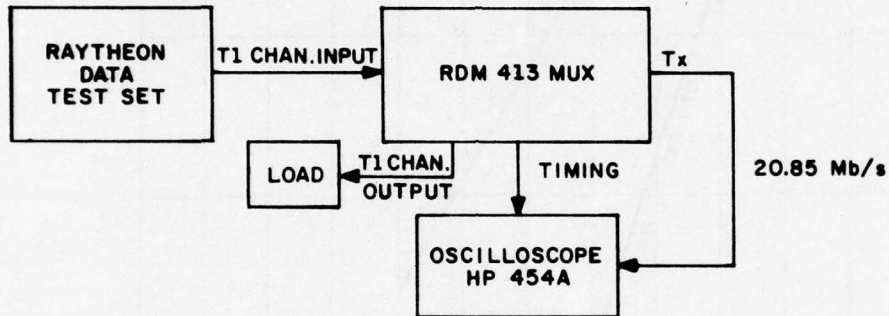 RAYTHEON
DATA
TEST SET
T1 CHAN. INPUT
RDM 413 MUX
Tx
LOAD
T1 CHAN.
OUTPUT
TIMING
20.85 Mb/s
OSCILLOSCOPE
HP 454A